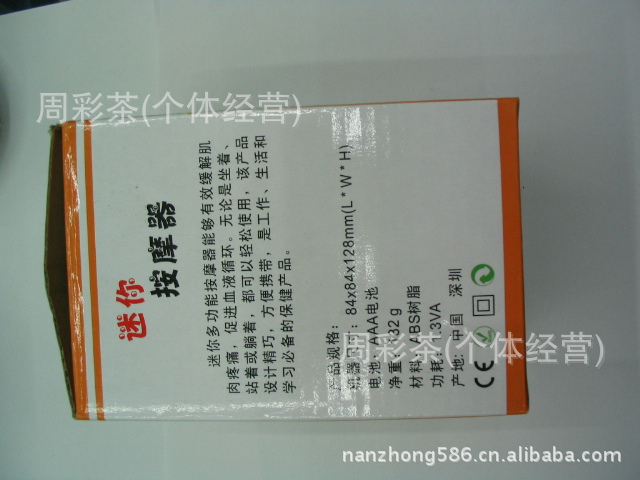 迷你
按摩器
迷你多功能按摩器能够有效缓解肌
肉疼痛，促进血液循环。无论是坐着、
站着或躺着，都可以轻松使用，该产品
设计精巧，方便携带，是工作、生活和
学习必备的保健产品。
产品规格：
机器尺寸：84x84x128mm(L*W*H)
电池：AAA电池
净重：132g
材料：ABS树脂
功耗：1.3VA
产地：中国 深圳
CE
周彩茶(个体经营)
周彩茶(个体经营)
nanzhong586.cn.alibaba.com